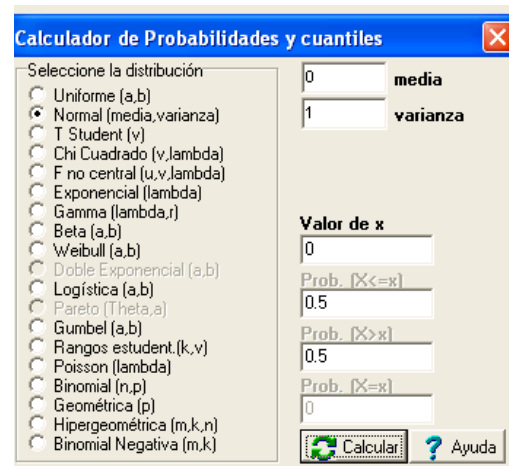 Calculador de Probabilidades y cuantiles
Seleccione la distribución
Uniforme (a,b)
Normal (media,varianza)
T Student (v)
Chi Cuadrado (v,lambda)
F no central (u,v,lambda)
Exponencial (lambda)
Gamma (lambda,r)
Beta (a,b)
Weibull (a,b)
Doble Exponencial (a,b)
Logística (a,b)
Pareto (Theta,a)
Gumbel (a,b)
Rangos estudent.(k,v)
Poisson (lambda)
Binomial (n,p)
Geométrica (p)
Hipergeométrica (m,k,n)
Binomial Negativa (m,k)
0 media
1 varianza
Valor de x
0
Prob. (X<=x)
0.5
Prob. (X>x)
0.5
Prob. (X=x)
0
Calcular ? Ayuda